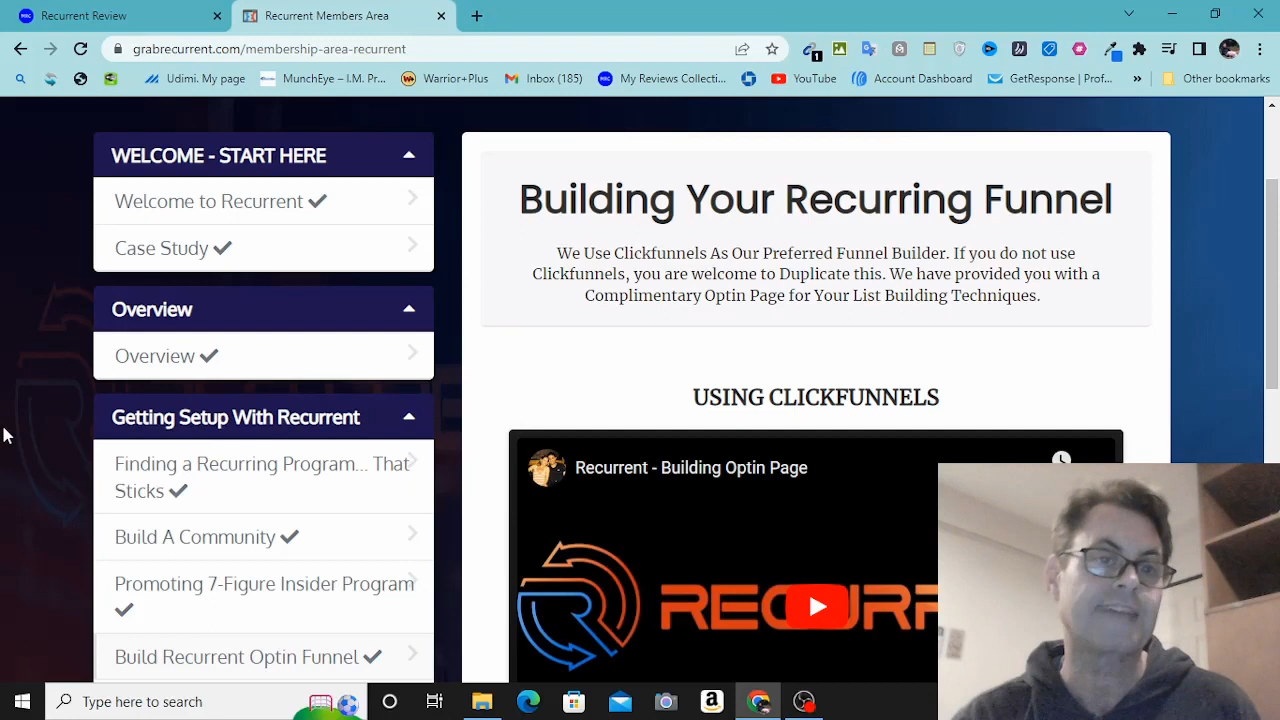 Recurrent Review
Recurrent Members Area
grabrecurrent.com/membership-area-recurrent
1
Udimi. My page
MunchEye – I.M. Pr...
Warrior+Plus
Inbox (185)
My Reviews Collecti...
YouTube
Account Dashboard
GetResponse | Prof...
»
Other bookmarks
WELCOME - START HERE
Welcome to Recurrent ✔
Case Study ✔
Overview
Overview ✔
Getting Setup With Recurrent
Finding a Recurring Program... That
Sticks ✔
Build A Community ✔
Promoting 7-Figure Insider Program
✔
Build Recurrent Optin Funnel ✔
Building Your Recurring Funnel
We Use Clickfunnels As Our Preferred Funnel Builder. If you do not use
Clickfunnels, you are welcome to Duplicate this. We have provided you with a
Complimentary Optin Page for Your List Building Techniques.
USING CLICKFUNNELS
Recurrent - Building Optin Page
Type here to search